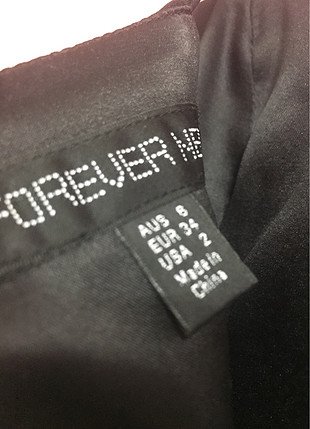 FOREVER NE
AUS 6
EUR 34
USA 2
Made in
China